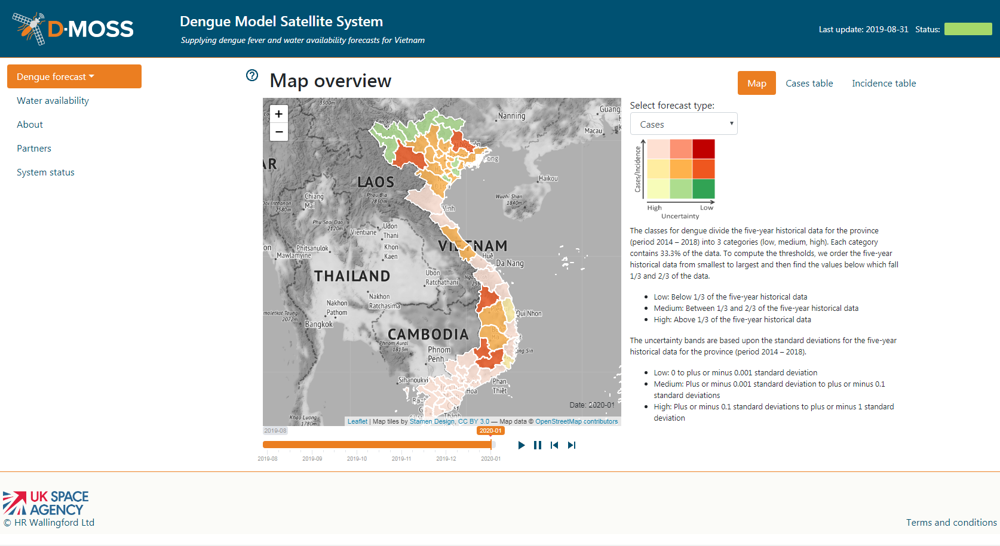 D-MOSS
Dengue Model Satellite System
Supplying dengue fever and water availability forecasts for Vietnam
Last update: 2019-08-31 Status:
Dengue forecast
Water availability
About
Partners
System status
Map overview
Map
Cases table
Incidence table
+
−
3500m
Nanning
Guang
Macau
Long
Haikou
Wuzhi Shan
1840m
LAOS
Phou Bia
2830m
AR
Chiang
Mai
Doi Inthanon
2580m
Phu Soai Dao
2120m
Vinh
Vientiane
Udon
Thani
on
Phitsanulok
Mawlamyine
Khon
Kaen
VIETNAM
Huê
Da Nang
THAILAND
Ubon
Ratchathani
Nakhon
Ratchasima
Nakhon
Pathom
2072m
Bangkok
Qui Nhon
CAMBODIA
Phnom Aural
1813m
Phnom
Penh
Sihanoukvi
Hoa
Phan
Thiêt
Khao Luang
1780m
Date: 2020-01
Leaflet | Map tiles by Stamen Design, CC BY 3.0 — Map data © OpenStreetMap contributors
2019-08
2020-01
2019-08 2019-09 2019-10 2019-11 2019-12 2020-01
Select forecast type:
Cases
Cases/Incidence
High Low
Uncertainty
The classes for dengue divide the five-year historical data for the province
(period 2014 – 2018) into 3 categories (low, medium, high). Each category
contains 33.3% of the data. To compute the thresholds, we order the five-year
historical data from smallest to largest and then find the values below which fall
1/3 and 2/3 of the data.
Low: Below 1/3 of the five-year historical data
Medium: Between 1/3 and 2/3 of the five-year historical data
High: Above 1/3 of the five-year historical data
The uncertainty bands are based upon the standard deviations for the five-year
historical data for the province (period 2014 – 2018).
Low: 0 to plus or minus 0.001 standard deviation
Medium: Plus or minus 0.001 standard deviation to plus or minus 0.1
standard deviations
High: Plus or minus 0.1 standard deviations to plus or minus 1 standard
deviation
UK SPACE
AGENCY
© HR Wallingford Ltd
Terms and conditions